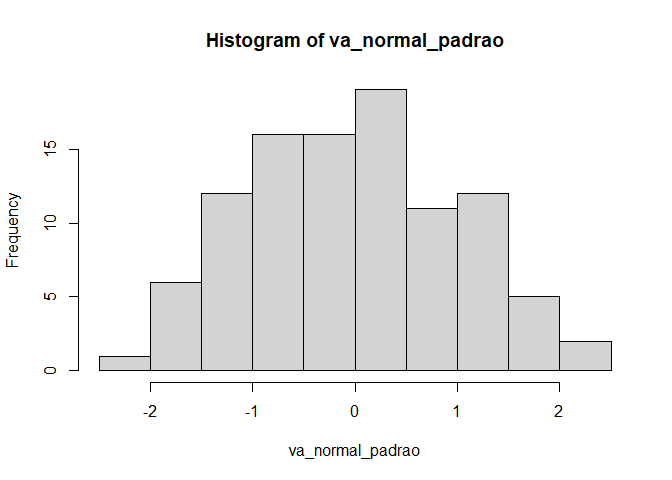 Histogram of va_normal_padrao
Frequency
15
10
5
0
-2 -1 0 1 2
va_normal_padrao